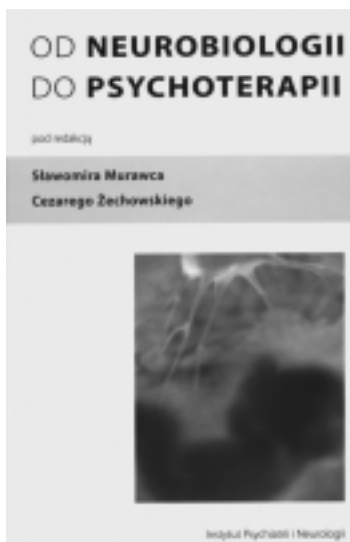 OD NEUROBIOLOGII
DO PSYCHOTERAPII
pod redakcją
Sławomira Murawca
Cezarego Żechowskiego
Instytut Psychiatrii i Neurologii